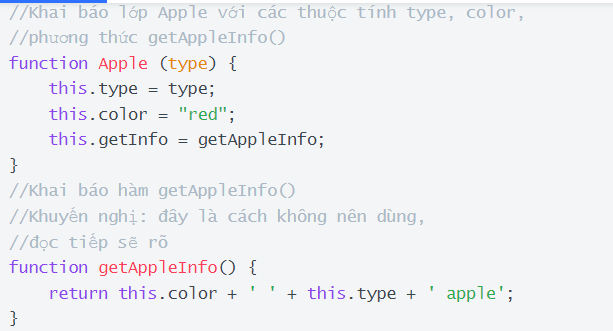 //Khai báo lớp Apple với các thuộc tính type, color,
//phương thức getAppleInfo()
function Apple (type) {
    this.type = type;
    this.color = "red";
    this.getInfo = getAppleInfo;
}
//Khai báo hàm getAppleInfo()
//Khuyến nghị: đây là cách không nên dùng,
//đọc tiếp sẽ rõ
function getAppleInfo() {
    return this.color + ' ' + this.type + ' apple';
}